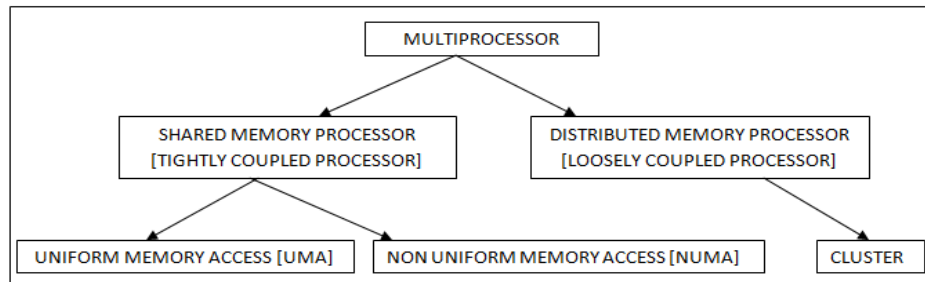 MULTIPROCESSOR
SHARED MEMORY PROCESSOR
[TIGHTLY COUPLED PROCESSOR]
DISTRIBUTED MEMORY PROCESSOR
[LOOSELY COUPLED PROCESSOR]
UNIFORM MEMORY ACCESS [UMA]
NON UNIFORM MEMORY ACCESS [NUMA]
CLUSTER